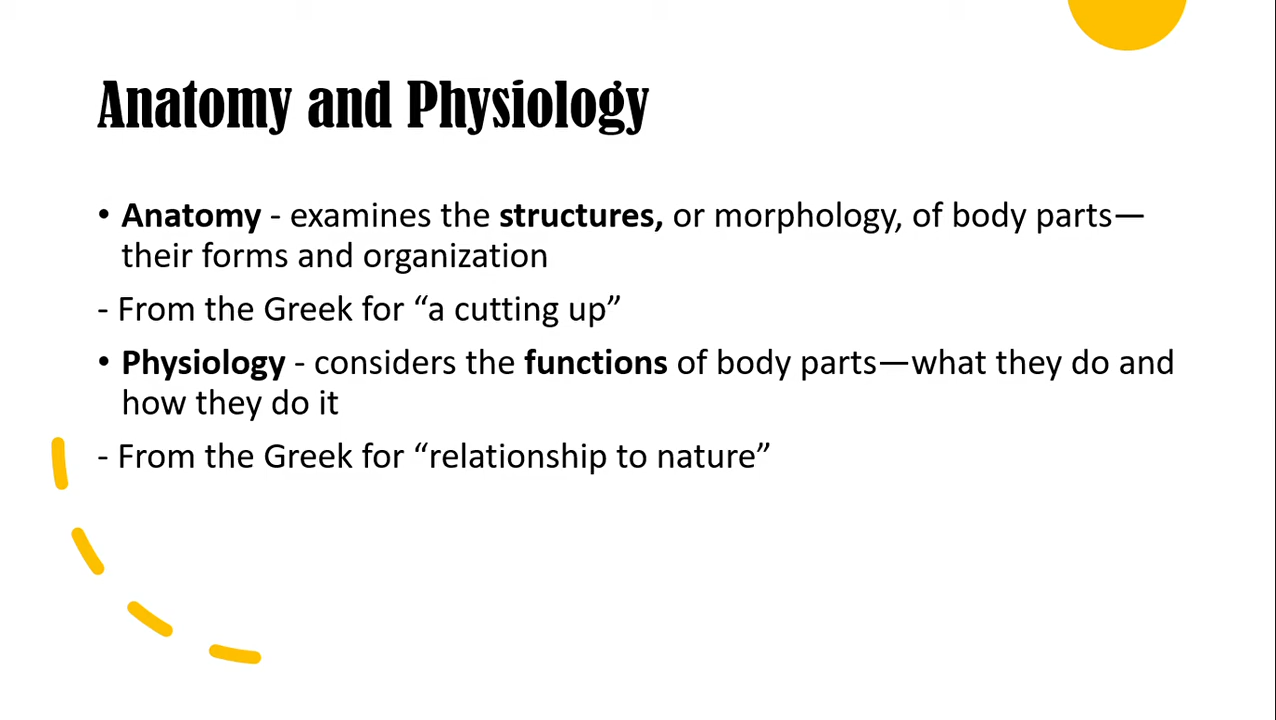 Anatomy and Physiology
• Anatomy - examines the structures, or morphology, of body parts—
their forms and organization
- From the Greek for “a cutting up”
• Physiology - considers the functions of body parts—what they do and
how they do it
- From the Greek for “relationship to nature”